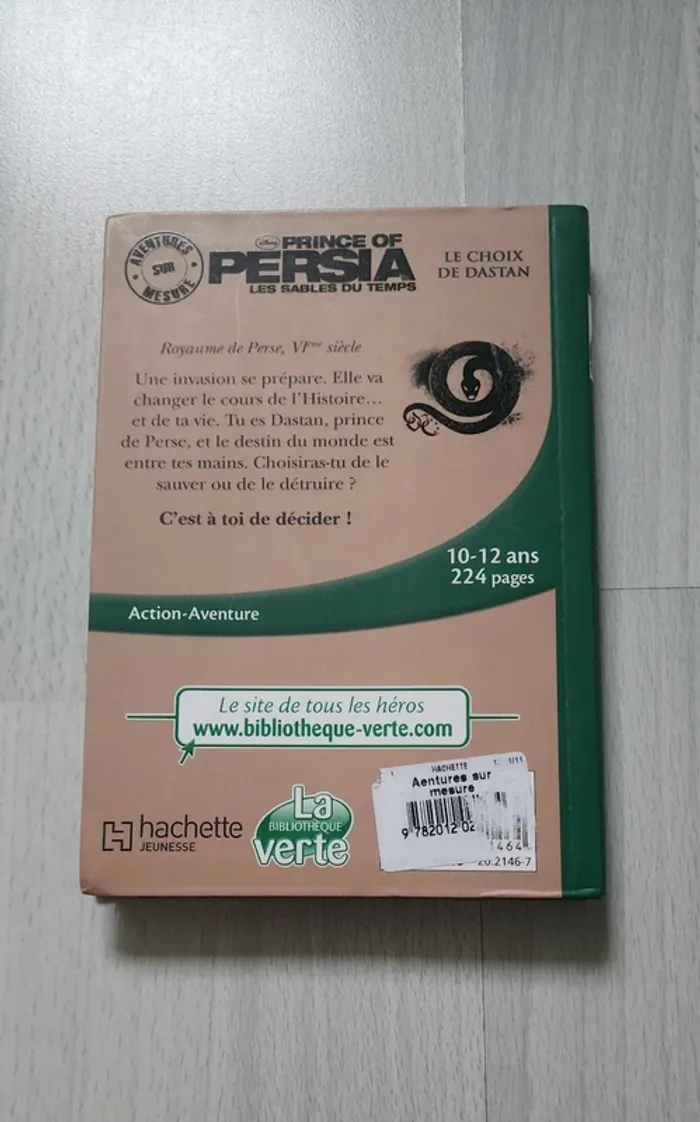 AVENTURES
SUR
MESURE
Disney
PRINCE OF
PERSIA
LES SABLES DU TEMPS
LE CHOIX
DE DASTAN
Royaume de Perse, VIème siècle
Une invasion se prépare. Elle va
changer le cours de l'Histoire…
et de ta vie. Tu es Dastan, prince
de Perse, et le destin du monde est
entre tes mains. Choisiras-tu de le
sauver ou de le détruire ?
C'est à toi de décider !
10-12 ans
224 pages
Action-Aventure
Le site de tous les héros
www.bibliotheque-verte.com
hachette
JEUNESSE
La
BIBLIOTHÈQUE
verte
HACHETTE
1/11
Aentures sur
mesure
9 782012 02
1464
20.2146-7